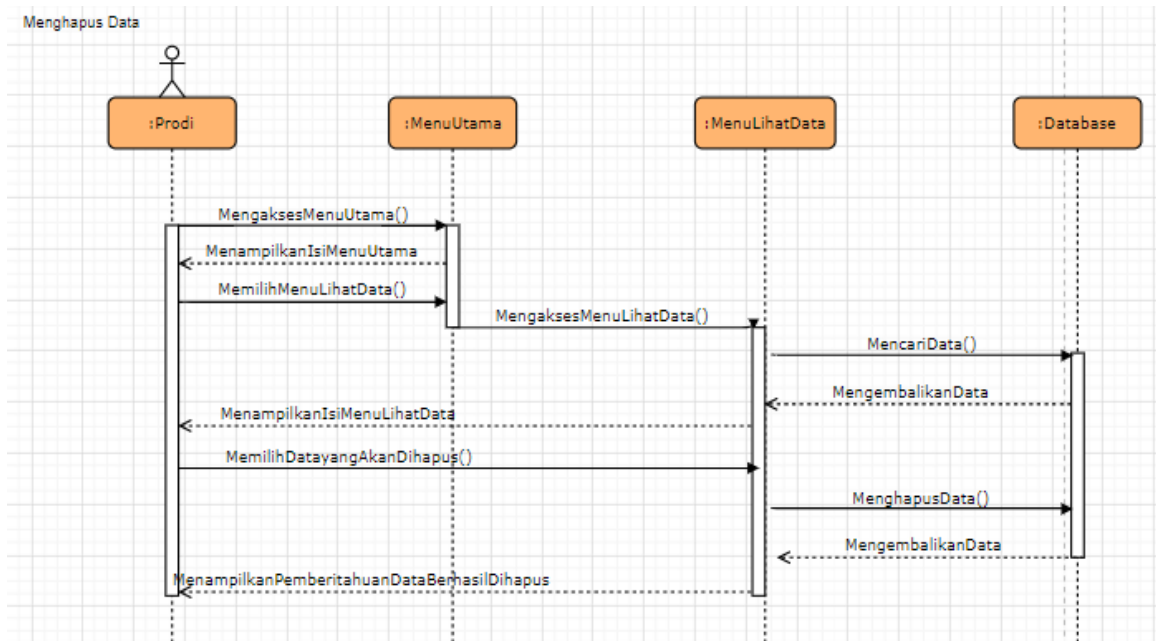 Menghapus Data
:Prodi
:MenuUtama
:MenuLihatData
:Database
MengaksesMenuUtama()
MenampilkanIsiMenuUtama
MemilihMenuLihatData()
MengaksesMenuLihatData()
MencariData()
MengembalikanData
MenampilkanIsiMenuLihatData
MemilihDatayangAkanDihapus()
MenghapusData()
MengembalikanData
MenampilkanPemberitahuanDataBerhasilDihapus